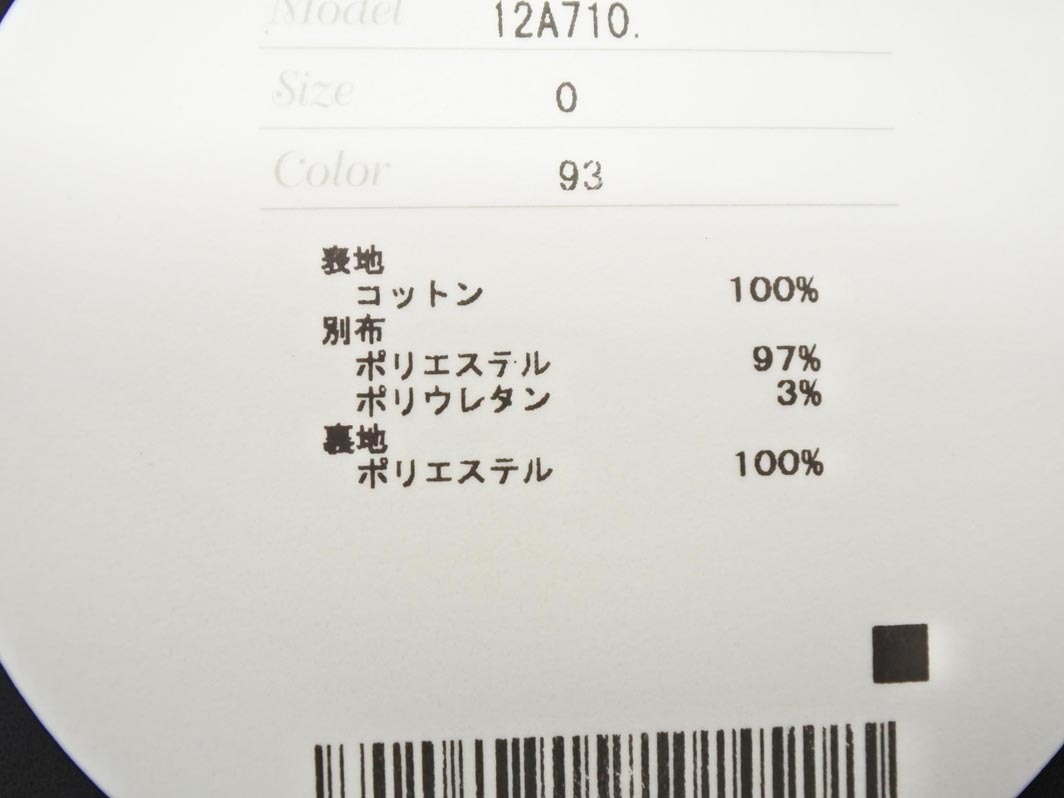 Model 12A710.
Size 0
Color 93
表地
コットン 100%
別布
ポリエステル 97%
ポリウレタン 3%
裏地
ポリエステル 100%